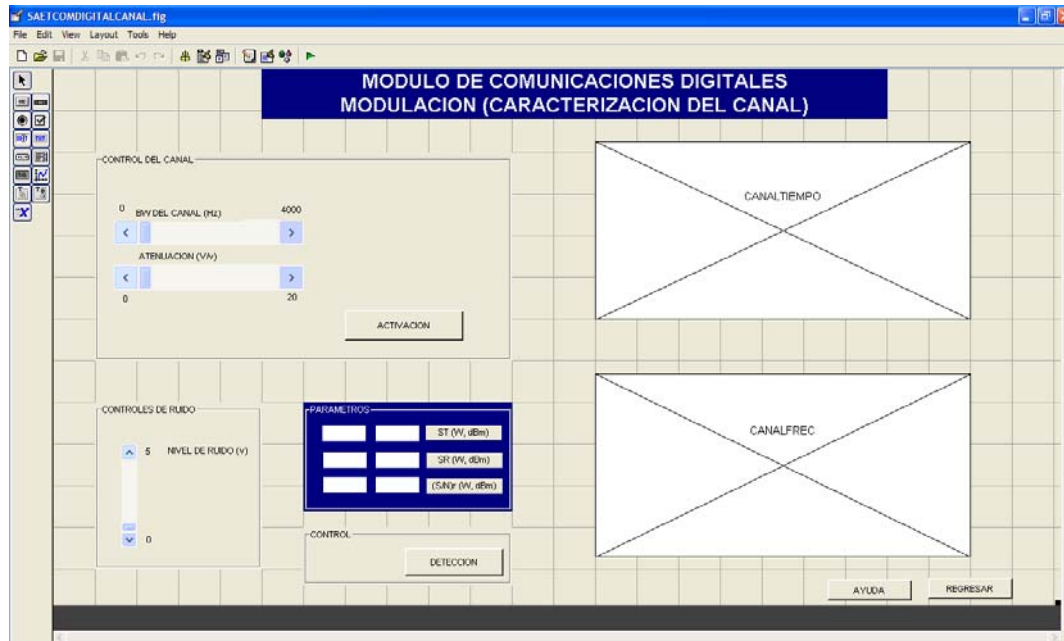 SAETCOMDIGITALCANAL.fig
File Edit View Layout Tools Help
MODULO DE COMUNICACIONES DIGITALES
MODULACION (CARACTERIZACION DEL CANAL)
CONTROL DEL CANAL
0 BW DEL CANAL (Hz) 4000
ATENUACION (V/v)
0 20
ACTIVACION
CANALTIEMPO
CONTROLES DE RUIDO
5 NIVEL DE RUIDO (v)
0
PARAMETROS
ST (W, dBm)
SR (W, dBm)
(S/N)r (W, dBm)
CONTROL
DETECCION
CANALFREC
AYUDA REGRESAR